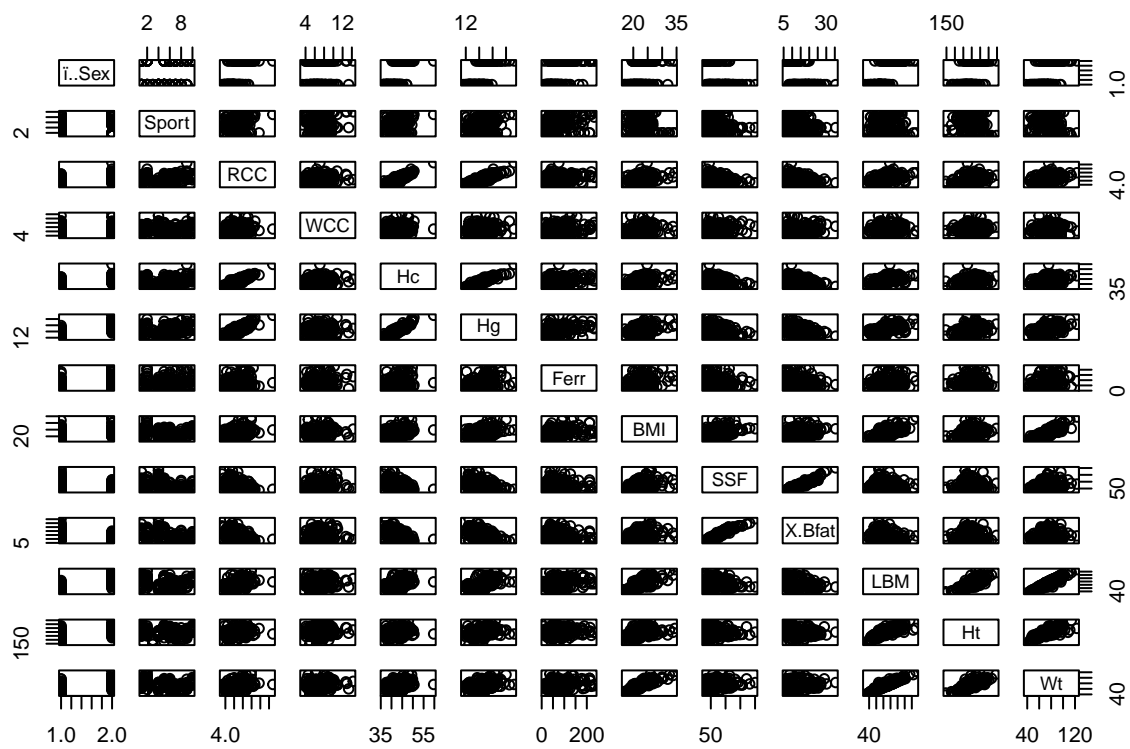 2 8 4 12 12 20 35 5 30 150
ï..Sex 1.0
2 Sport
RCC 4.0
4 WCC
Hc 35
12 Hg
Ferr 0
20 BMI
SSF 50
5 X.Bfat
LBM 40
150 Ht
Wt 40
1.0 2.0 4.0 35 55 0 200 50 40 40 120